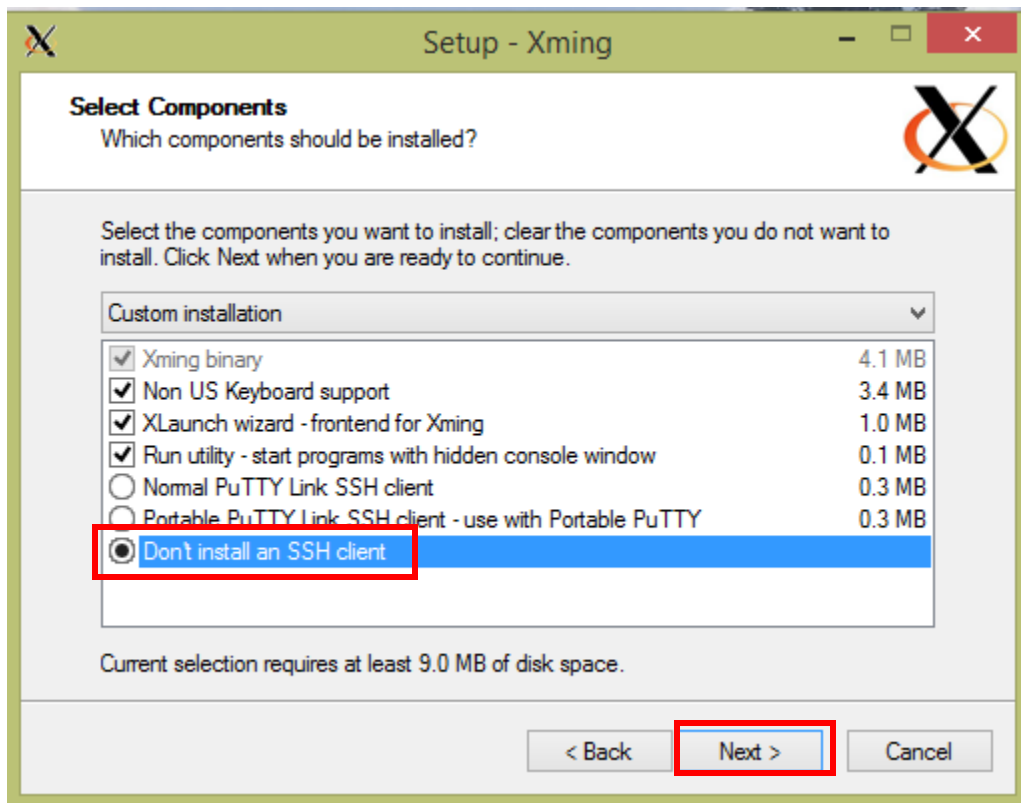 Setup - Xming
Select Components
Which components should be installed?
Select the components you want to install; clear the components you do not want to
install. Click Next when you are ready to continue.
Custom installation
Xming binary 4.1 MB
Non US Keyboard support 3.4 MB
XLaunch wizard - frontend for Xming 1.0 MB
Run utility - start programs with hidden console window 0.1 MB
Normal PuTTY Link SSH client 0.3 MB
Portable PuTTY Link SSH client - use with Portable PuTTY 0.3 MB
Don't install an SSH client
Current selection requires at least 9.0 MB of disk space.
< Back Next > Cancel